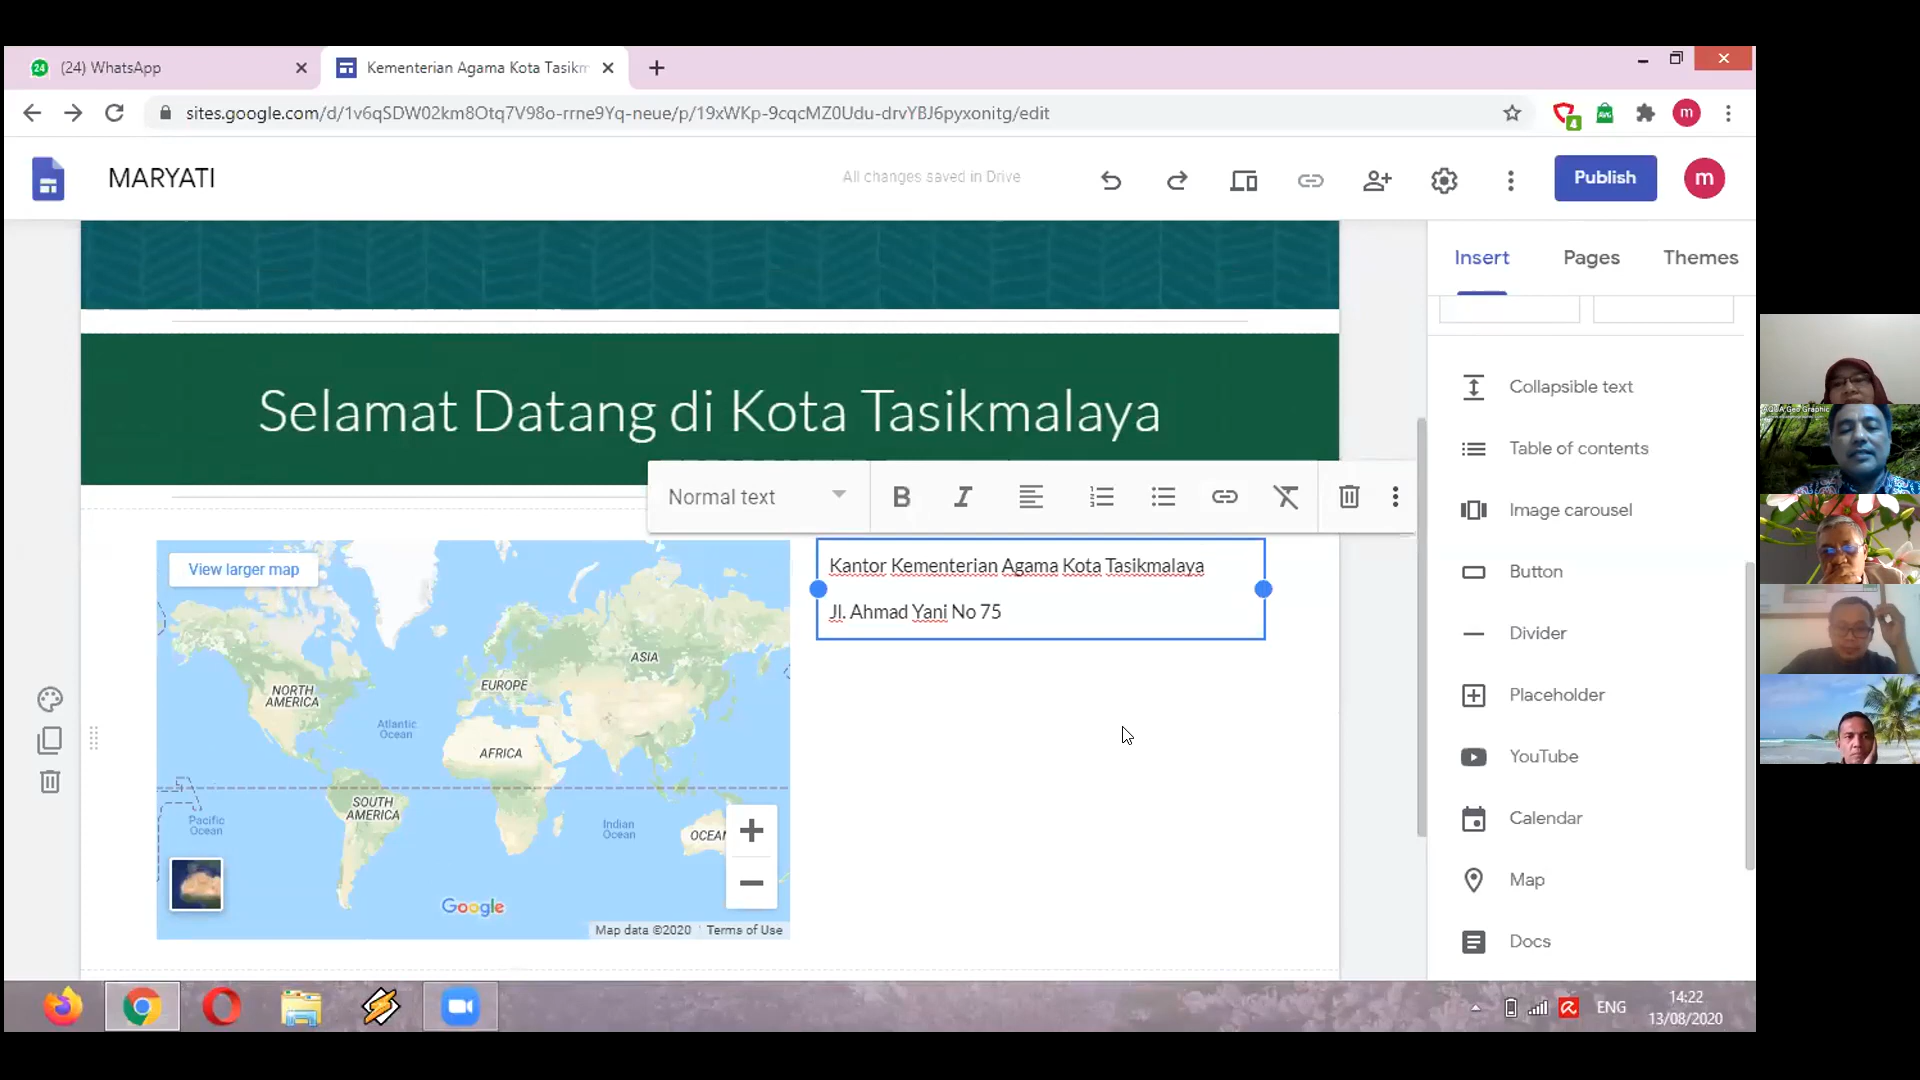 24 (24) WhatsApp
Kementerian Agama Kota Tasikm
sites.google.com/d/1v6qSDW02km8Otq7V98o-rrne9Yq-neue/p/19xWKp-9cqcMZ0Udu-drvYBJ6pyxonitg/edit
4
AVG
m
MARYATI
All changes saved in Drive
Publish
m
Insert Pages Themes
Selamat Datang di Kota Tasikmalaya
Normal text
B I
View larger map
NORTH AMERICA
Atlantic Ocean
EUROPE
ASIA
AFRICA
SOUTH AMERICA
Pacific Ocean
Indian Ocean
OCEAN
Google
Map data ©2020 Terms of Use
Kantor Kementerian Agama Kota Tasikmalaya
Jl. Ahmad Yani No 75
Collapsible text
Table of contents
Image carousel
Button
Divider
Placeholder
YouTube
Calendar
Map
Docs
ENG
14:22
13/08/2020